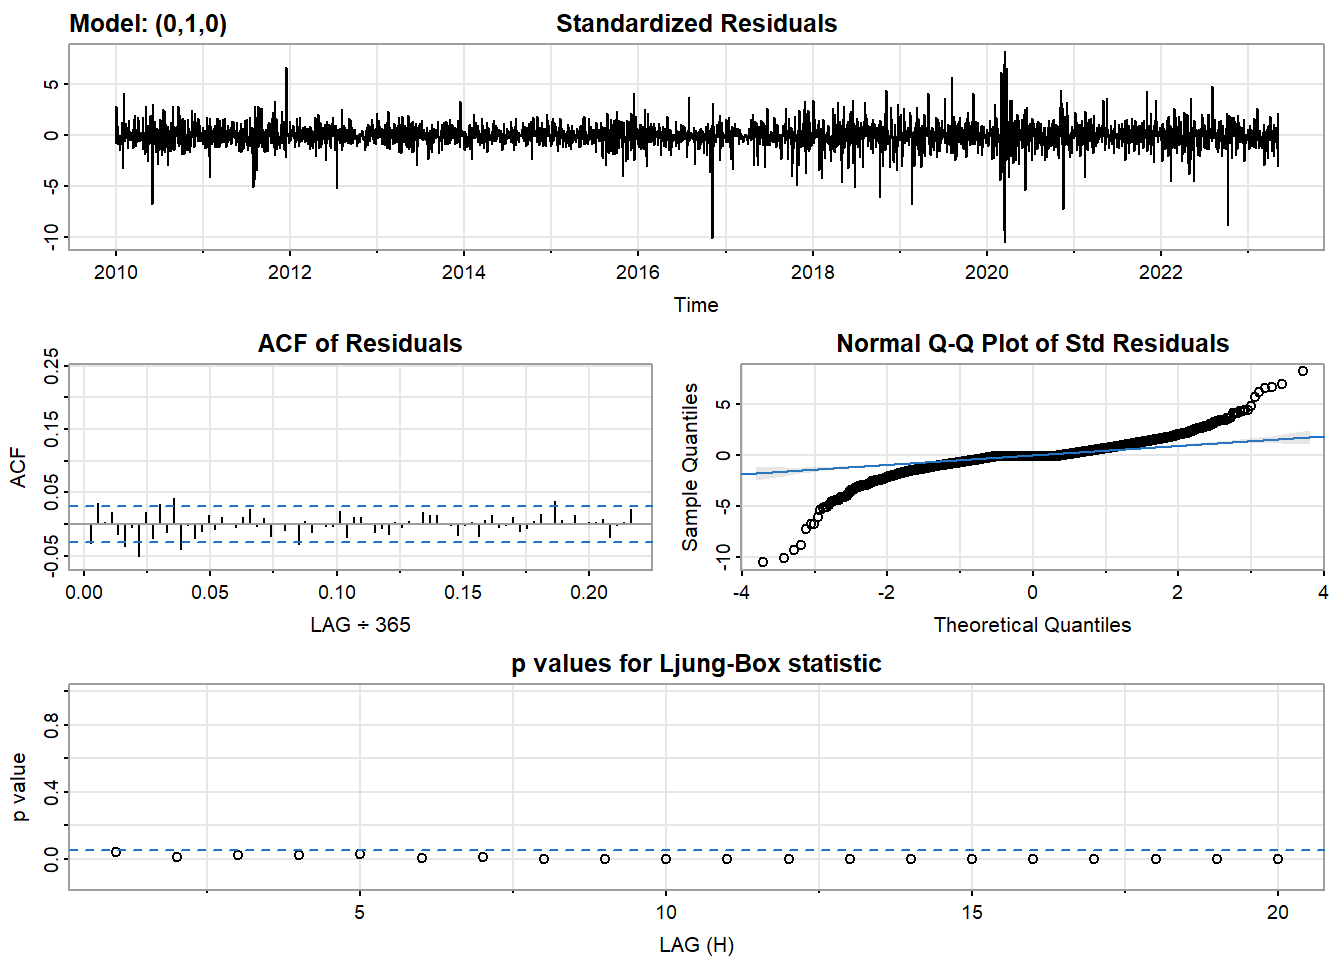 Model: (0,1,0) Standardized Residuals
5
0
-5
-10
2010 2012 2014 2016 2018 2020 2022
Time
ACF of Residuals
ACF
0.25
0.15
0.05
-0.05
0.00 0.05 0.10 0.15 0.20
LAG ÷ 365
Normal Q-Q Plot of Std Residuals
Sample Quantiles
5
0
-5
-10
-4 -2 0 2 4
Theoretical Quantiles
p values for Ljung-Box statistic
p value
0.8
0.4
0.0
5 10 15 20
LAG (H)